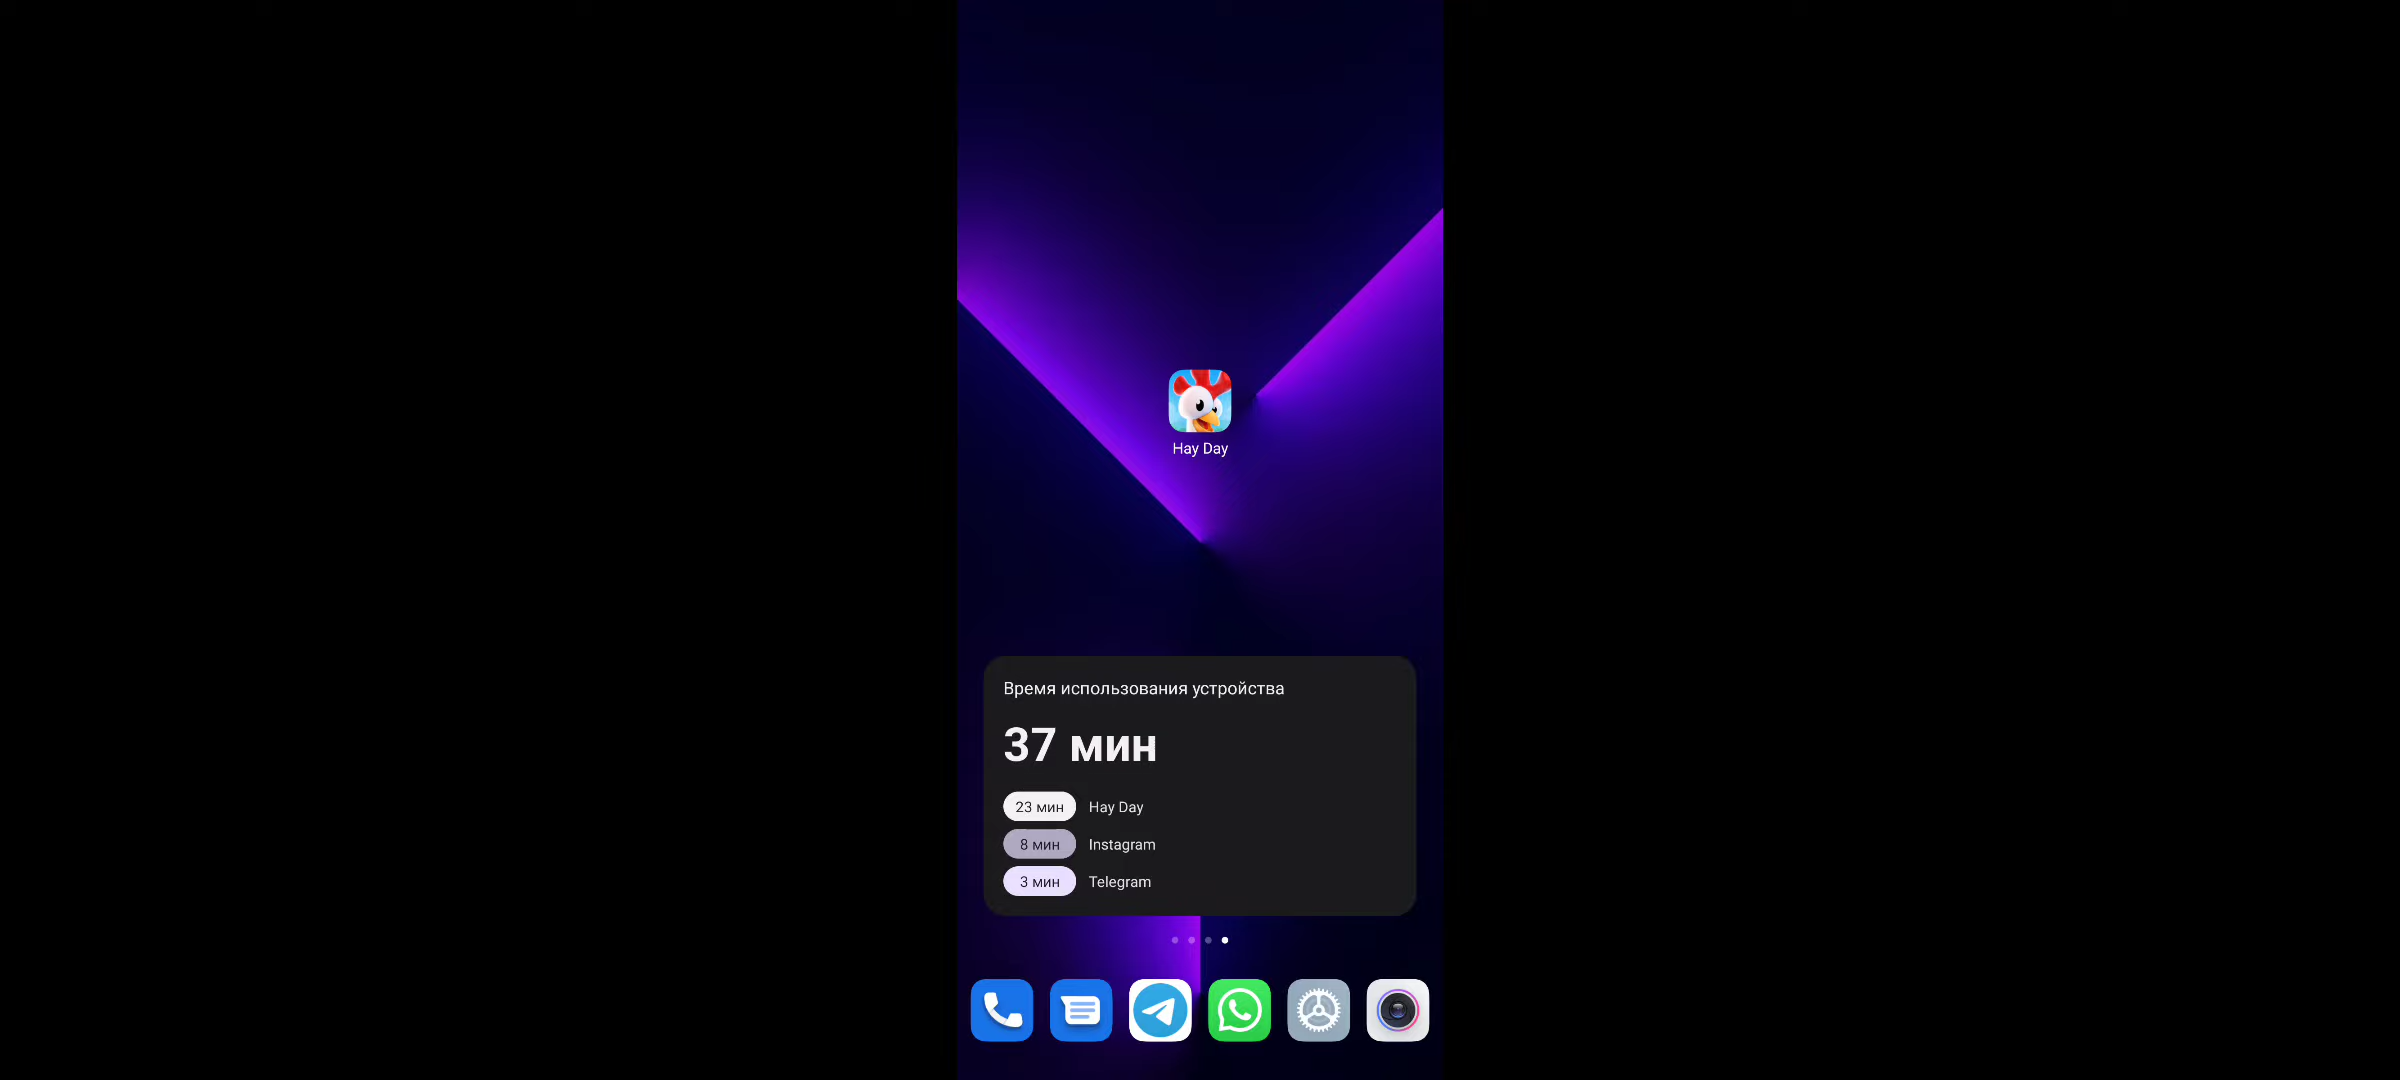 Hay Day
Время использования устройства
37 мин
23 мин Hay Day
8 мин Instagram
3 мин Telegram